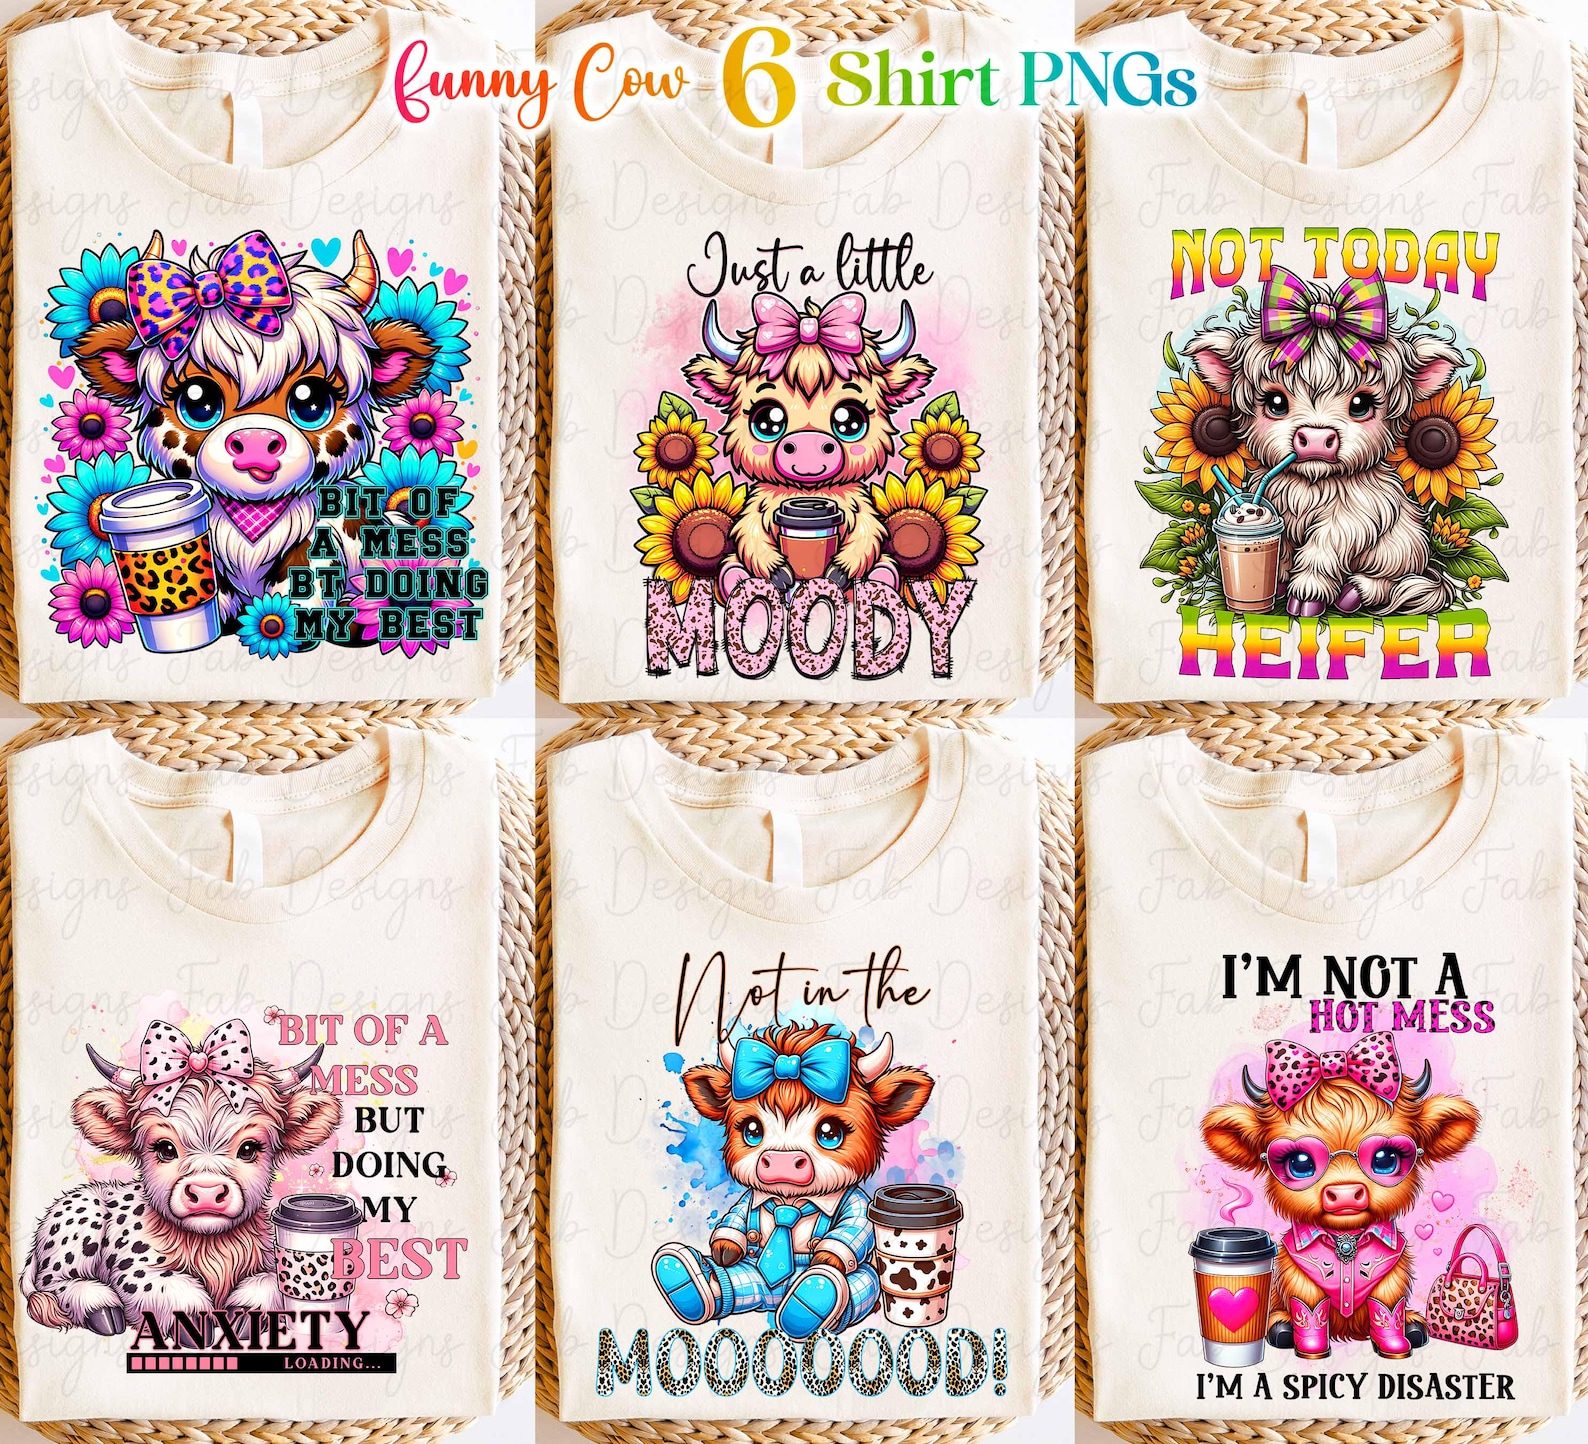 funny Cow 6 Shirt PNGs
BIT OF
A MESS
BT DOING
MY BEST
Just a little
MOODY
NOT TODAY
HEIFER
BIT OF A
MESS
BUT
DOING
MY
BEST
ANXIETY
LOADING...
Not in the
MOOOOOOOD!
I'M NOT A
HOT MESS
I'M A SPICY DISASTER
Fab Designs